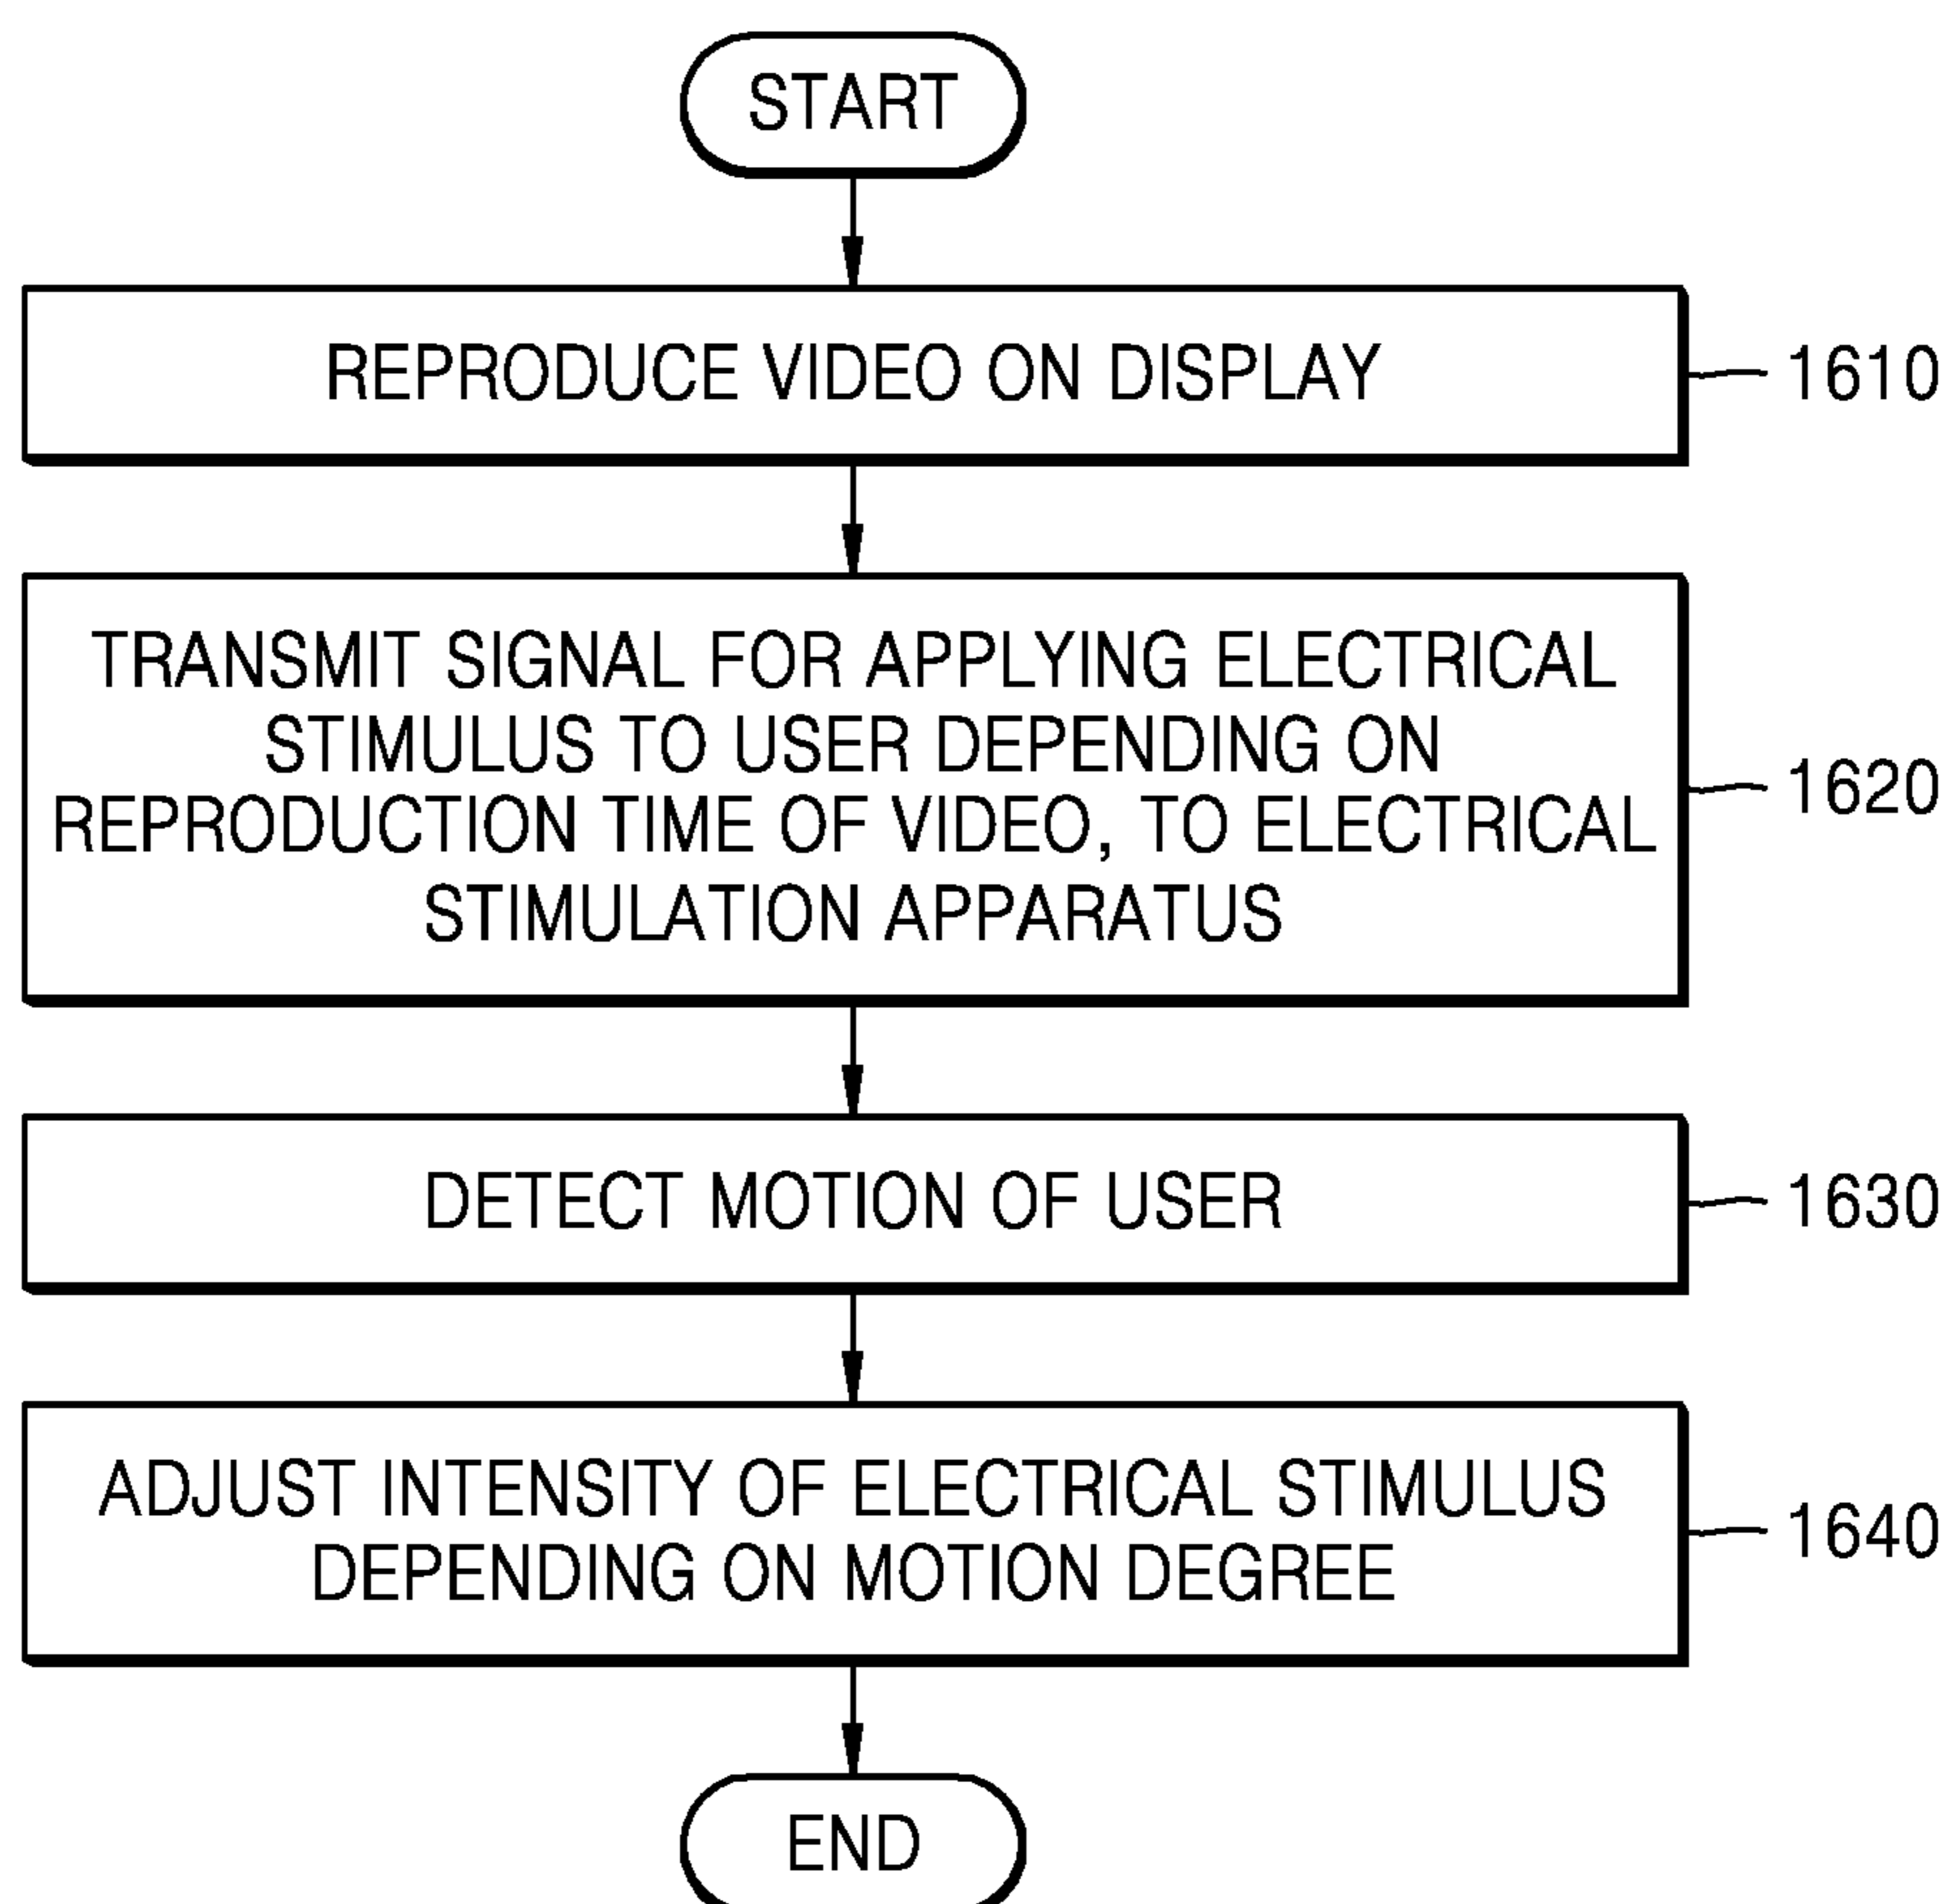 START
REPRODUCE VIDEO ON DISPLAY
1610
TRANSMIT SIGNAL FOR APPLYING ELECTRICAL
STIMULUS TO USER DEPENDING ON
REPRODUCTION TIME OF VIDEO, TO ELECTRICAL
STIMULATION APPARATUS
1620
DETECT MOTION OF USER
1630
ADJUST INTENSITY OF ELECTRICAL STIMULUS
DEPENDING ON MOTION DEGREE
1640
END